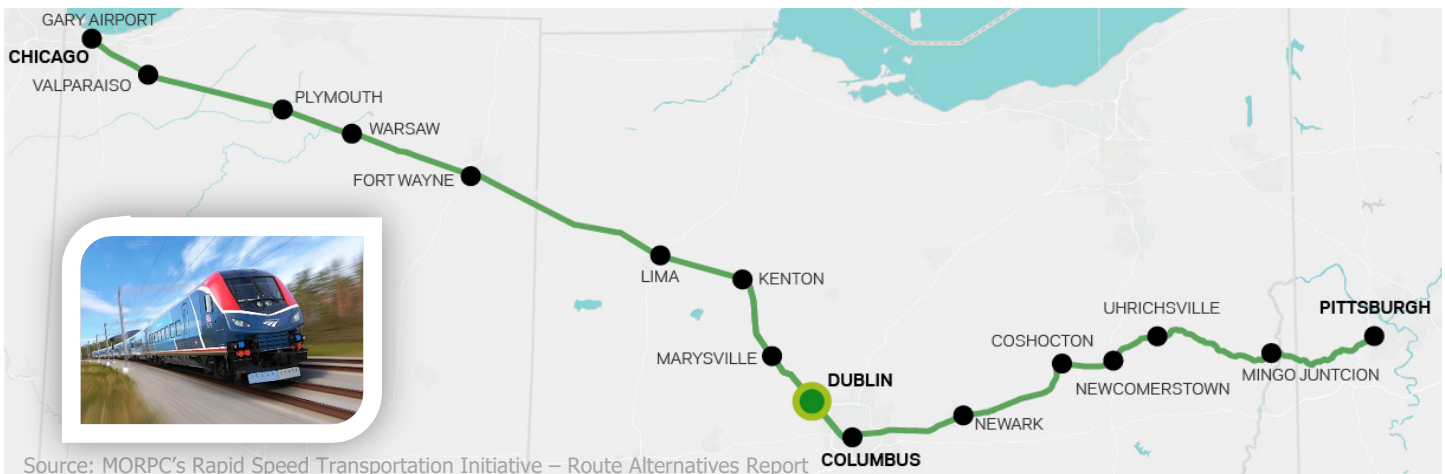 GARY AIRPORT
CHICAGO
VALPARAISO
PLYMOUTH
WARSAW
FORT WAYNE
LIMA
KENTON
MARYSVILLE
DUBLIN
COLUMBUS
NEWARK
COSHOCTON
NEWCOMERSTOWN
UHRICHSVILLE
MINGO JUNTCION
PITTSBURGH
Source: MORPC's Rapid Speed Transportation Initiative – Route Alternatives Report